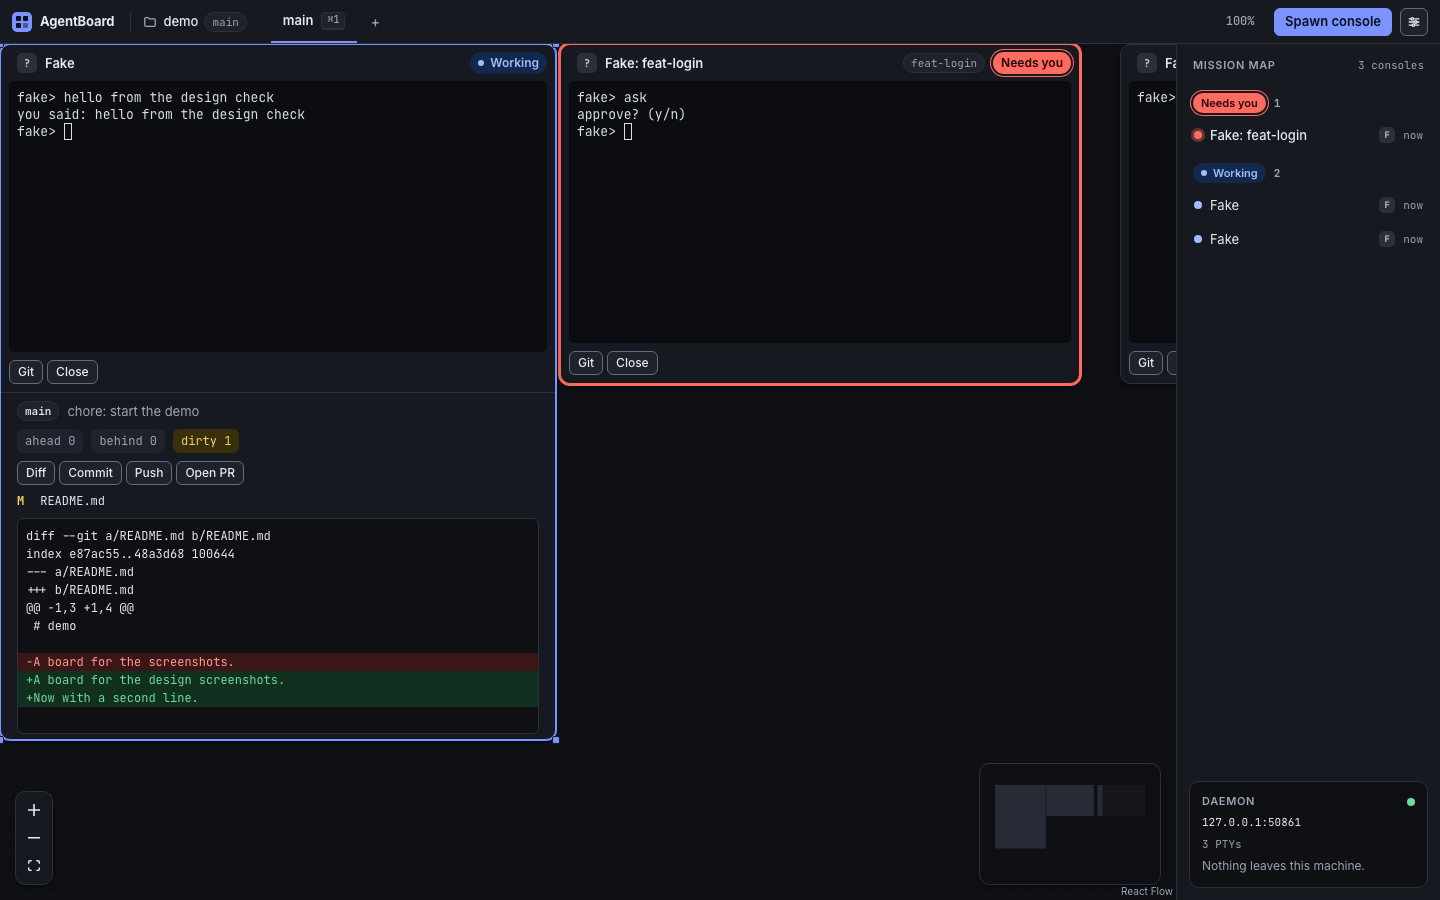 AgentBoard demo main main ⌘1 + 100% Spawn console
? Fake Working
fake> hello from the design check
you said: hello from the design check
fake>
Git Close
main chore: start the demo
ahead 0 behind 0 dirty 1
Diff Commit Push Open PR
M README.md
diff --git a/README.md b/README.md
index e87ac55..48a3d68 100644
--- a/README.md
+++ b/README.md
@@ -1,3 +1,4 @@
# demo
-A board for the screenshots.
+A board for the design screenshots.
+Now with a second line.
? Fake: feat-login feat-login Needs you
fake> ask
approve? (y/n)
fake>
Git Close
? Fa
fake>
Git
React Flow
MISSION MAP 3 consoles
Needs you 1
Fake: feat-login F now
Working 2
Fake F now
Fake F now
DAEMON
127.0.0.1:50861
3 PTYs
Nothing leaves this machine.